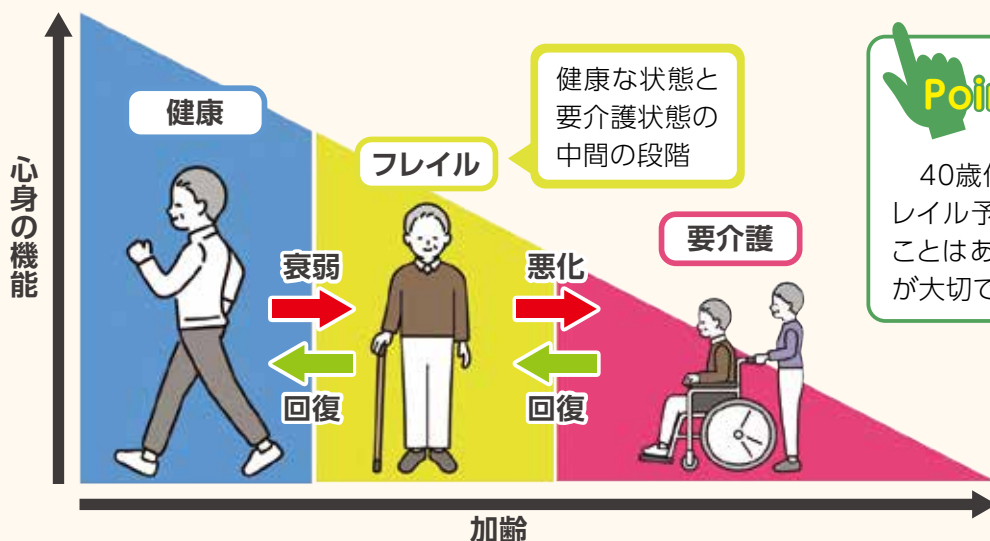 健康
フレイル
健康な状態と
要介護状態の
中間の段階
要介護
心身の機能
衰弱
回復
悪化
回復
加齢
Poi
40歳
レイル予
ことはあ
が大切で